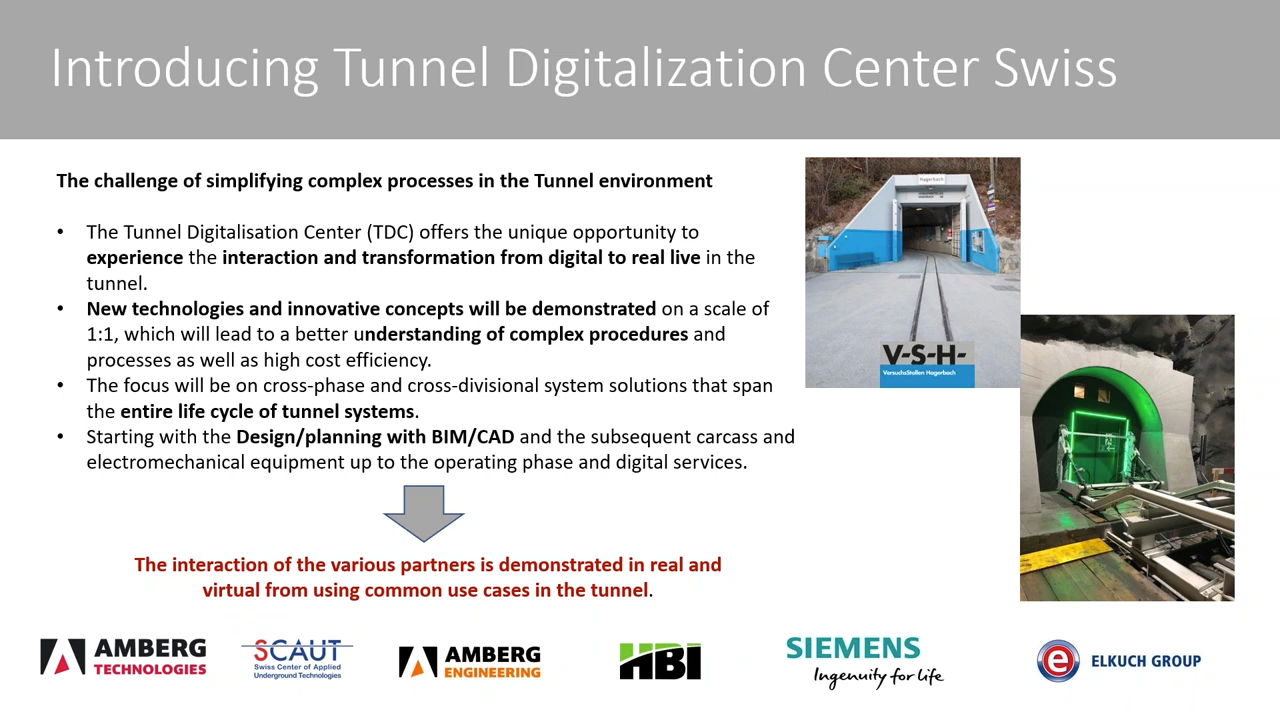 Introducing Tunnel Digitalization Center Swiss
The challenge of simplifying complex processes in the Tunnel environment
• The Tunnel Digitalisation Center (TDC) offers the unique opportunity to
experience the interaction and transformation from digital to real live in the
tunnel.
• New technologies and innovative concepts will be demonstrated on a scale of
1:1, which will lead to a better understanding of complex procedures and
processes as well as high cost efficiency.
• The focus will be on cross-phase and cross-divisional system solutions that span
the entire life cycle of tunnel systems.
• Starting with the Design/planning with BIM/CAD and the subsequent carcass and
electromechanical equipment up to the operating phase and digital services.
The interaction of the various partners is demonstrated in real and
virtual from using common use cases in the tunnel.
Hagerbach
V-S-H-
VersuchsStollen Hagerbach
AMBERG
TECHNOLOGIES
SCAUT
Swiss Center of Applied
Underground Technologies
AMBERG
ENGINEERING
HBI
SIEMENS
Ingenuity for life
e
ELKUCH GROUP